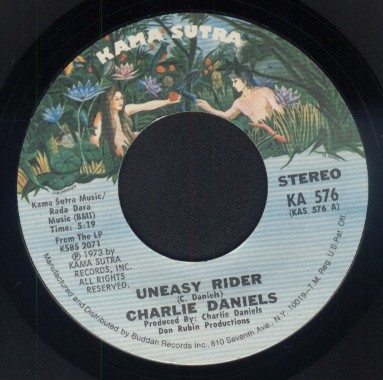 KAMA SUTRA
STEREO
KA 576
(KAS 576 A)
Kama Sutra Music/
Rada Dara
Music (BMI)
Time: 5:19
From The LP
KSBS 2071
℗ 1973 by
KAMA SUTRA
RECORDS, INC.
ALL RIGHTS
RESERVED.
UNEASY RIDER
(C. Daniels)
CHARLIE DANIELS
Produced By: Charlie Daniels
Don Rubin Productions
Manufactured and Distributed by Buddah Records Inc., 810 Seventh Ave., N.Y. 10019-T.M. Reg. U.S. Pat. Off.